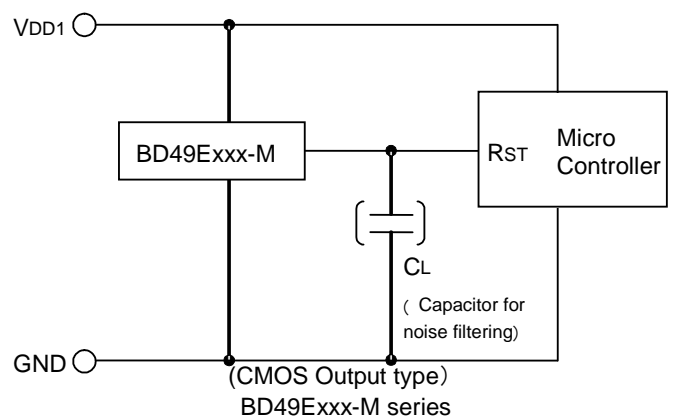 VDD1
BD49Exxx-M
RST
Micro
Controller
CL
( Capacitor for
noise filtering)
GND
(CMOS Output type)
BD49Exxx-M series